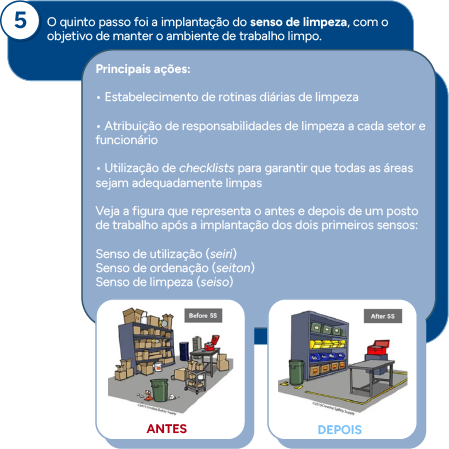 5
O quinto passo foi a implantação do senso de limpeza, com o
objetivo de manter o ambiente de trabalho limpo.
Principais ações:
• Estabelecimento de rotinas diárias de limpeza
• Atribuição de responsabilidades de limpeza a cada setor e
funcionário
• Utilização de checklists para garantir que todas as áreas
sejam adequadamente limpas
Veja a figura que representa o antes e depois de um posto
de trabalho após a implantação dos dois primeiros sensos:
Senso de utilização (seiri)
Senso de ordenação (seiton)
Senso de limpeza (seiso)
Before 5S
After 5S
ANTES
DEPOIS